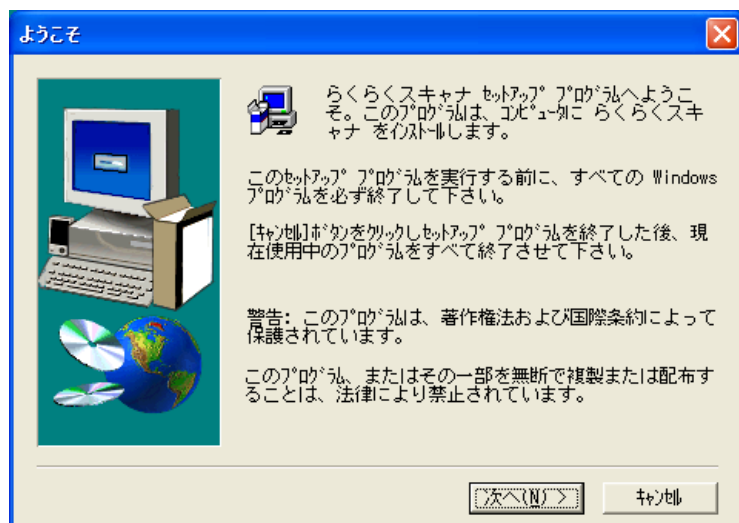 ようこそ
らくらくスキャナ ｾｯﾄｱｯﾌﾟ ﾌﾟﾛｸﾞﾗﾑへようこ
そ。このﾌﾟﾛｸﾞﾗﾑは、ｺﾝﾋﾟｭｰﾀに らくらくスキ
ャナ をｲﾝｽﾄｰﾙします。
このｾｯﾄｱｯﾌﾟ ﾌﾟﾛｸﾞﾗﾑを実行する前に、すべての Windows
ﾌﾟﾛｸﾞﾗﾑを必ず終了して下さい。
[ｷｬﾝｾﾙ]ﾎﾞﾀﾝをｸﾘｯｸしｾｯﾄｱｯﾌﾟ ﾌﾟﾛｸﾞﾗﾑを終了した後、現
在使用中のﾌﾟﾛｸﾞﾗﾑをすべて終了させて下さい。
警告: このﾌﾟﾛｸﾞﾗﾑは、著作権法および国際条約によって
保護されています。
このﾌﾟﾛｸﾞﾗﾑ、またはその一部を無断で複製または配布す
ることは、法律により禁止されています。
次へ(N) >
ｷｬﾝｾﾙ